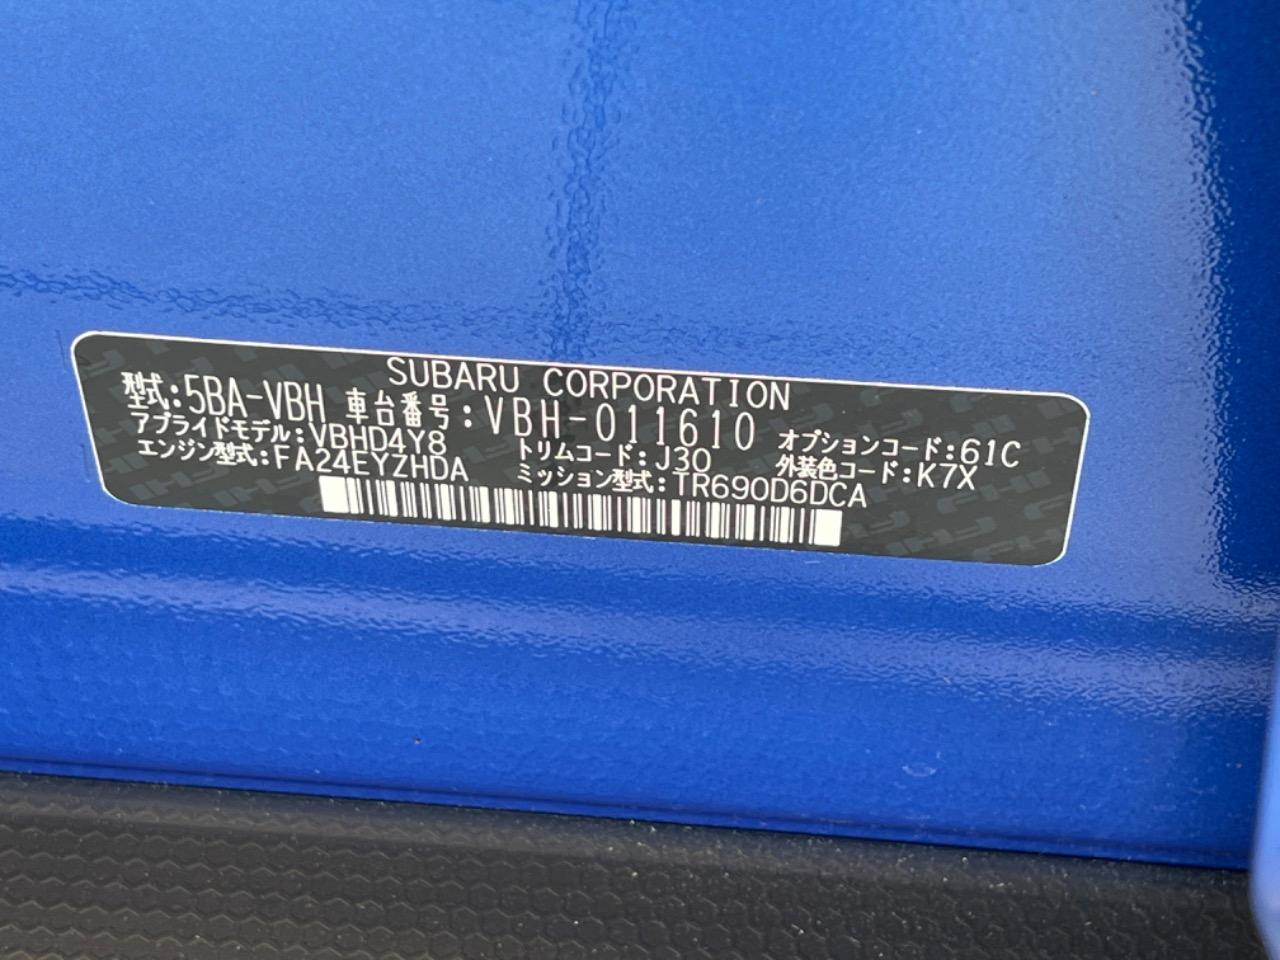 SUBARU CORPORATION
型式:5BA-VBH 車台番号:VBH-011610
アプライドモデル:VBHD4Y8 トリムコード:J30 オプションコード:61C
エンジン型式:FA24EYZHDA ミッション型式:TR690D6DCA 外装色コード:K7X